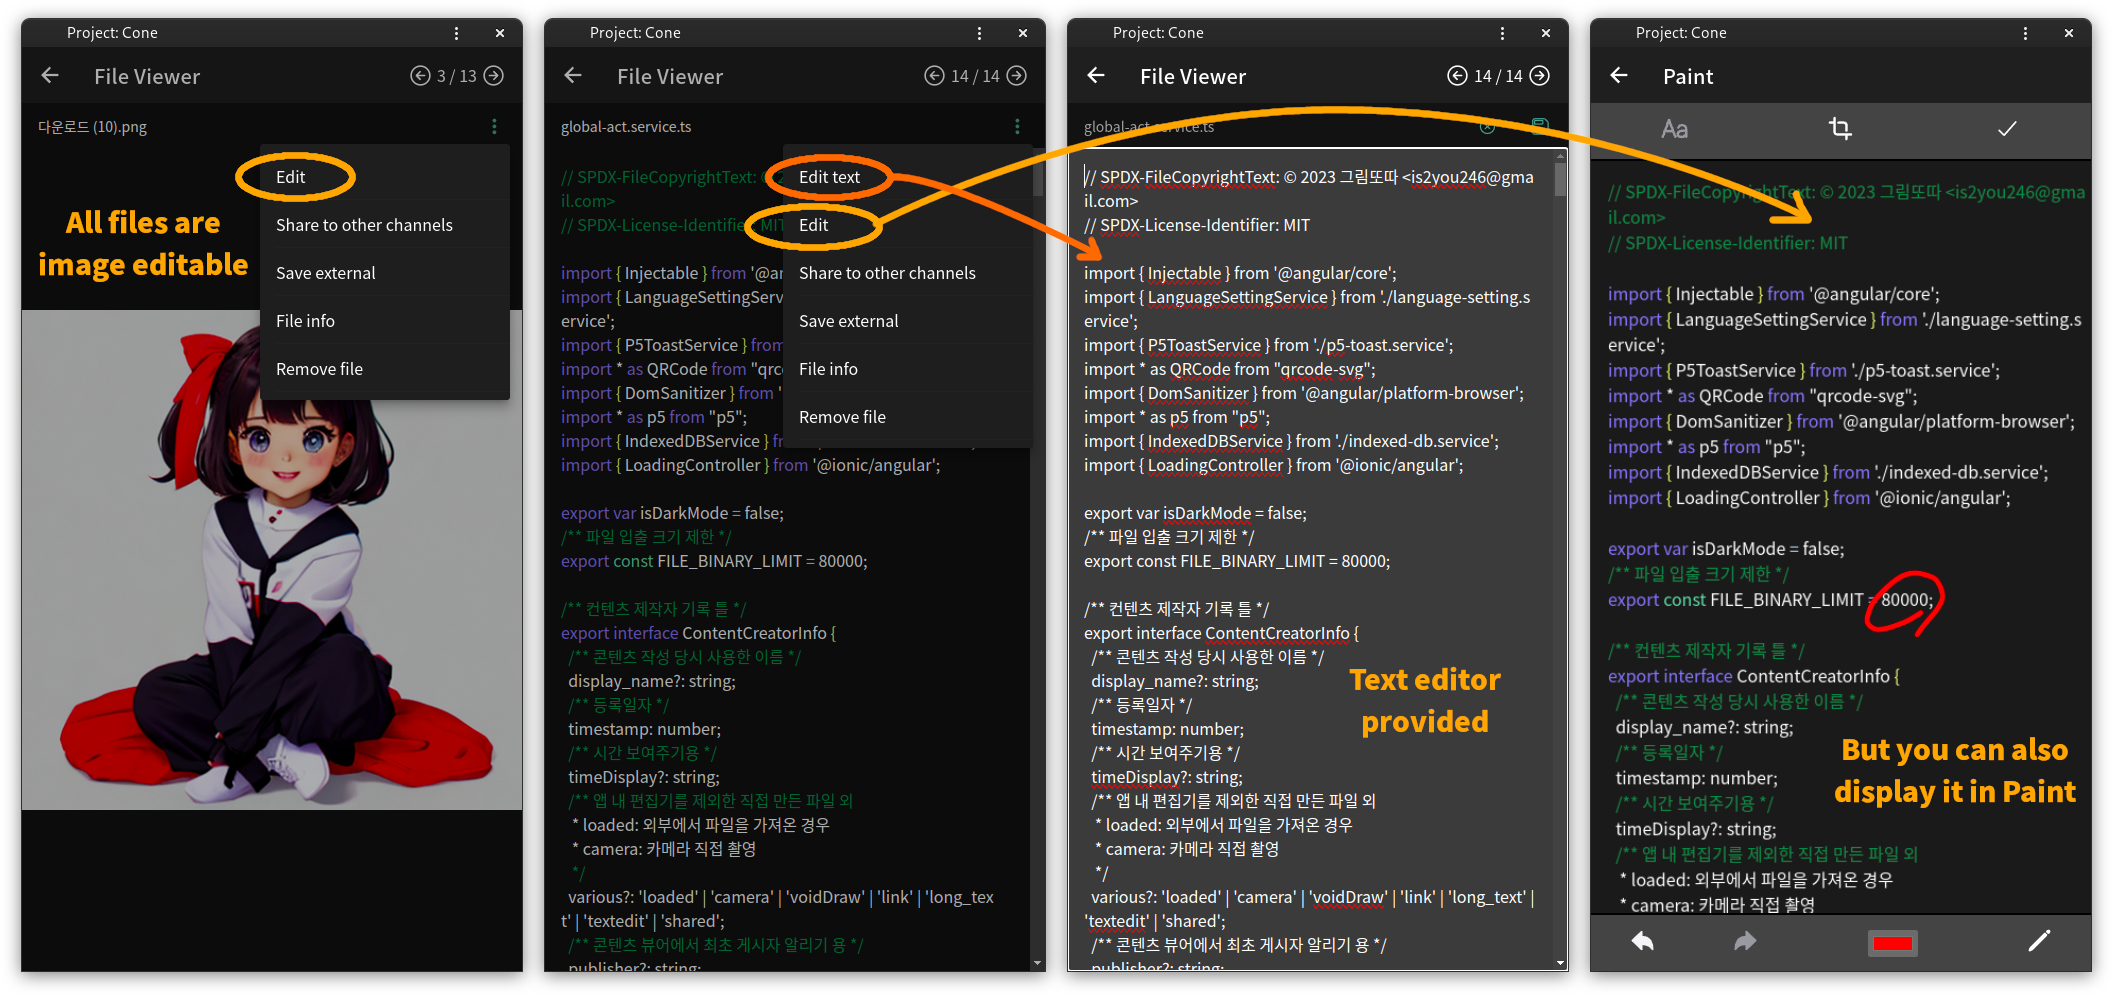 Project: Cone
File Viewer
3 / 13
다운로드 (10).png
Edit
Share to other channels
Save external
File info
Remove file
All files are
image editable
Project: Cone
File Viewer
14 / 14
global-act.service.ts
Edit text
Edit
Share to other channels
Save external
File info
Remove file
// SPDX-FileCopyrightText: ©
il.com>
// SPDX-License-Identifier: MIT
import { Injectable } from
import { LanguageSettingServ
ervice';
import { P5ToastService } from
import * as QRCode from "qrc
import { DomSanitizer } from '
import * as p5 from "p5";
import { IndexedDBService }
import { LoadingController } from '@ionic/angular';
export var isDarkMode = false;
/** 파일 입출 크기 제한 */
export const FILE_BINARY_LIMIT = 80000;
/** 컨텐츠 제작자 기록 틀 */
export interface ContentCreatorInfo {
/** 콘텐츠 작성 당시 사용한 이름 */
display_name?: string;
/** 등록일자 */
timestamp: number;
/** 시간 보여주기용 */
timeDisplay?: string;
/** 앱 내 편집기를 제외한 직접 만든 파일 외
* loaded: 외부에서 파일을 가져온 경우
* camera: 카메라 직접 촬영
*/
various?: 'loaded' | 'camera' | 'voidDraw' | 'link' | 'long_tex
t' | 'textedit' | 'shared';
/** 콘텐츠 뷰어에서 최초 게시자 알리기 용 */
publisher?: string;
Project: Cone
File Viewer
14 / 14
global-act.service.ts
// SPDX-FileCopyrightText: © 2023 그림또따 <is2you246@gma
il.com>
// SPDX-License-Identifier: MIT
import { Injectable } from '@angular/core';
import { LanguageSettingService } from './language-setting.s
ervice';
import { P5ToastService } from './p5-toast.service';
import * as QRCode from "qrcode-svg";
import { DomSanitizer } from '@angular/platform-browser';
import * as p5 from "p5";
import { IndexedDBService } from './indexed-db.service';
import { LoadingController } from '@ionic/angular';
export var isDarkMode = false;
/** 파일 입출 크기 제한 */
export const FILE_BINARY_LIMIT = 80000;
/** 컨텐츠 제작자 기록 틀 */
export interface ContentCreatorInfo {
/** 콘텐츠 작성 당시 사용한 이름 */
display_name?: string;
/** 등록일자 */
timestamp: number;
/** 시간 보여주기용 */
timeDisplay?: string;
/** 앱 내 편집기를 제외한 직접 만든 파일 외
* loaded: 외부에서 파일을 가져온 경우
* camera: 카메라 직접 촬영
*/
various?: 'loaded' | 'camera' | 'voidDraw' | 'link' | 'long_text' |
'textedit' | 'shared';
/** 콘텐츠 뷰어에서 최초 게시자 알리기 용 */
publisher?: string;
Text editor
provided
Project: Cone
Paint
Aa
// SPDX-FileCopyrightText: © 2023 그림또따 <is2you246@gma
il.com>
// SPDX-License-Identifier: MIT
import { Injectable } from '@angular/core';
import { LanguageSettingService } from './language-setting.s
ervice';
import { P5ToastService } from './p5-toast.service';
import * as QRCode from "qrcode-svg";
import { DomSanitizer } from '@angular/platform-browser';
import * as p5 from "p5";
import { IndexedDBService } from './indexed-db.service';
import { LoadingController } from '@ionic/angular';
export var isDarkMode = false;
/** 파일 입출 크기 제한 */
export const FILE_BINARY_LIMIT = 80000;
/** 컨텐츠 제작자 기록 틀 */
export interface ContentCreatorInfo {
/** 콘텐츠 작성 당시 사용한 이름 */
display_name?: string;
/** 등록일자 */
timestamp: number;
/** 시간 보여주기용 */
timeDisplay?: string;
/** 앱 내 편집기를 제외한 직접 만든 파일 외
* loaded: 외부에서 파일을 가져온 경우
* camera: 카메라 직접 촬영
But you can also
display it in Paint